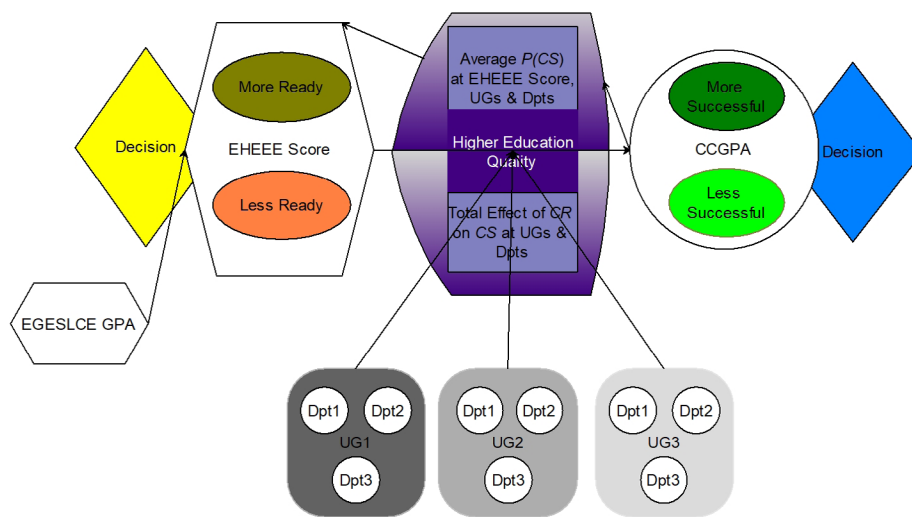 Decision
More Ready
EHEEE Score
Less Ready
EGESLCE GPA
Average P(CS)
at EHEEE Score,
UGs & Dpts
Higher Education
Quality
Total Effect of CR
on CS at UGs &
Dpts
More
Successful
CCGPA
Less
Successful
Decision
Dpt1
Dpt2
UG1
Dpt3
Dpt1
Dpt2
UG2
Dpt3
Dpt1
Dpt2
UG3
Dpt3